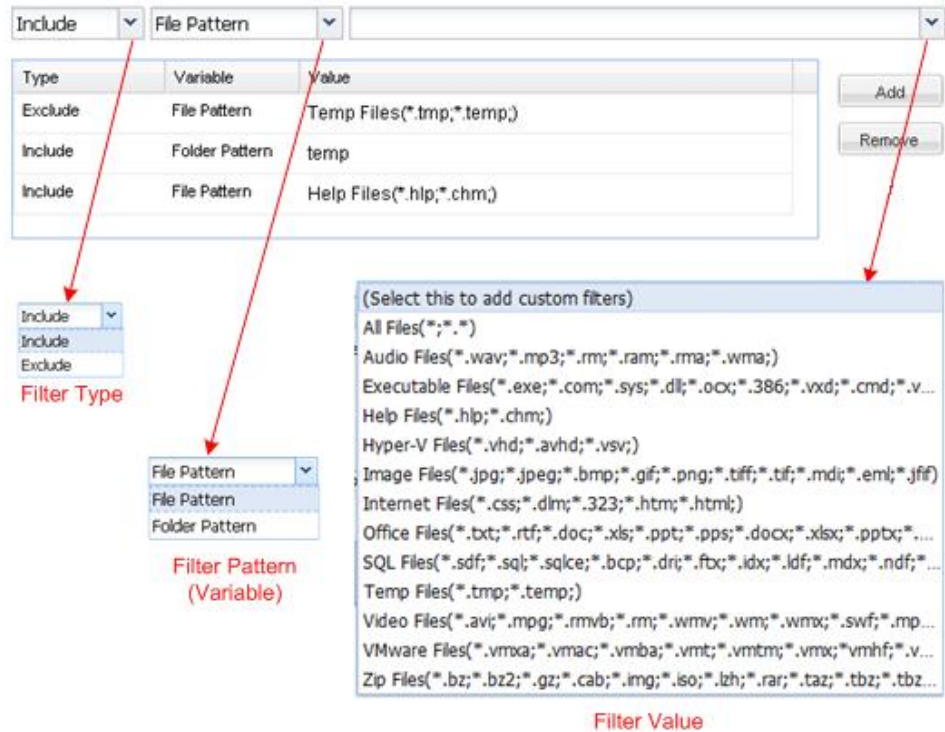 Include File Pattern
Type Variable Value
Exclude File Pattern Temp Files(*.tmp;*.temp;)
Include Folder Pattern temp
Include File Pattern Help Files(*.hlp;*.chm;)
Add
Remove
Include
Include
Exclude
Filter Type
File Pattern
File Pattern
Folder Pattern
Filter Pattern
(Variable)
(Select this to add custom filters)
All Files(*;*.*)
Audio Files(*.wav;*.mp3;*.rm;*.ram;*.rma;*.wma;)
Executable Files(*.exe;*.com;*.sys;*.dll;*.ocx;*.386;*.vxd;*.cmd;*.v...
Help Files(*.hlp;*.chm;)
Hyper-V Files(*.vhd;*.avhd;*.vsv;)
Image Files(*.jpg;*.jpeg;*.bmp;*.gif;*.png;*.tiff;*.tif;*.mdi;*.eml;*.jfif)
Internet Files(*.css;*.dlm;*.323;*.htm;*.html;)
Office Files(*.txt;*.rtf;*.doc;*.xls;*.ppt;*.pps;*.docx;*.xlsx;*.pptx;*....
SQL Files(*.sdf;*.sql;*.sqlce;*.bcp;*.dri;*.ftx;*.idx;*.ldf;*.mdx;*.ndf;*...
Temp Files(*.tmp;*.temp;)
Video Files(*.avi;*.mpg;*.rmvb;*.rm;*.wmv;*.wm;*.wmx;*.swf;*.mp...
VMware Files(*.vmxa;*.vmac;*.vmba;*.vmt;*.vmtm;*.vmx;*vmhf;*.v...
Zip Files(*.bz;*.bz2;*.gz;*.cab;*.img;*.iso;*.lzh;*.rar;*.taz;*.tbz;*.tbz...
Filter Value